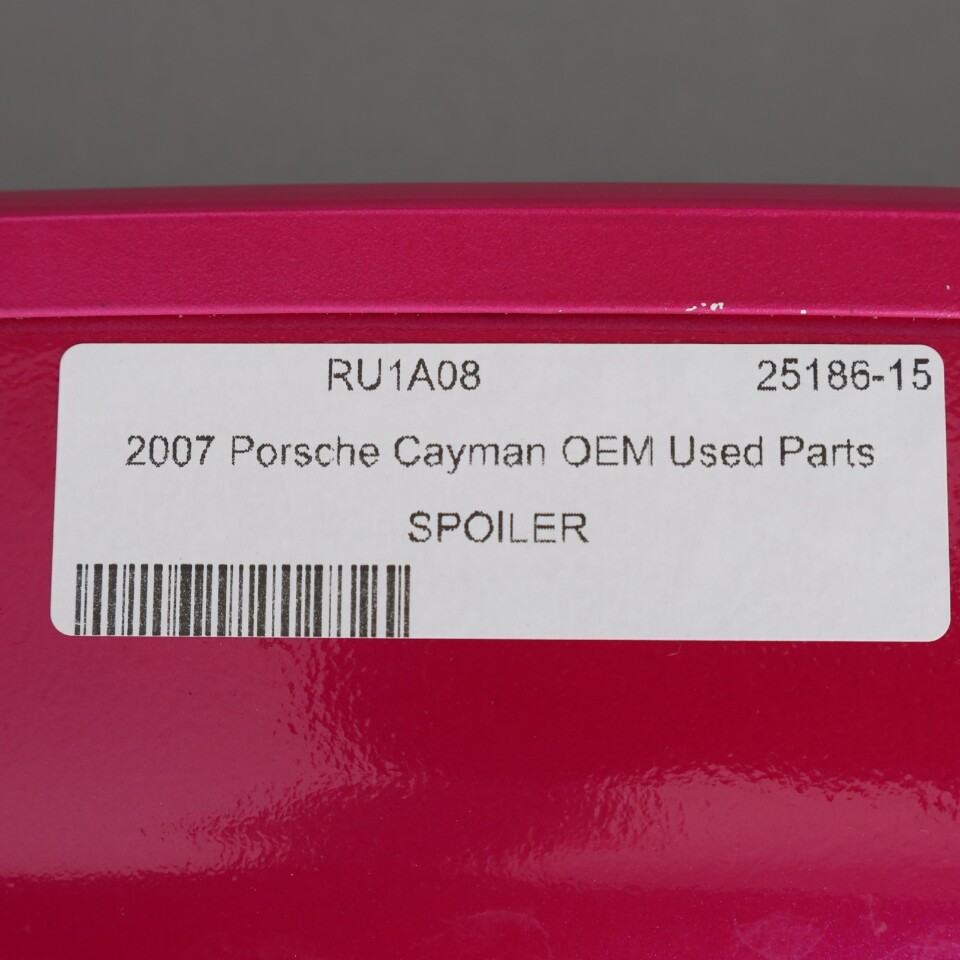 RU1A08 25186-15
2007 Porsche Cayman OEM Used Parts
SPOILER